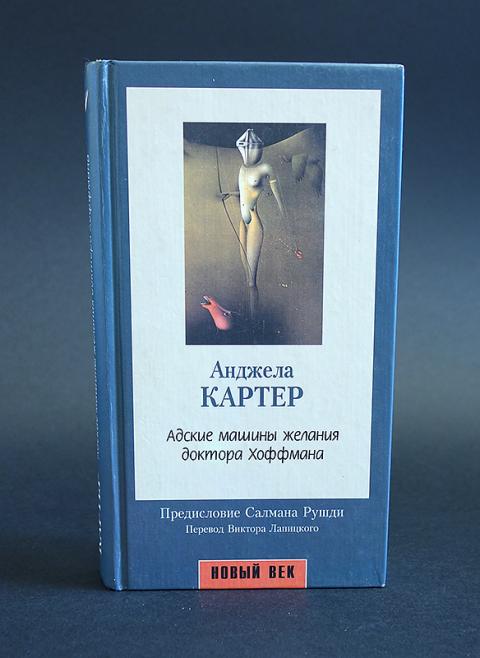 Анджела
КАРТЕР
Адские машины желания
доктора Хоффмана
Предисловие Салмана Рушди
Перевод Виктора Лапицкого
НОВЫЙ ВЕК